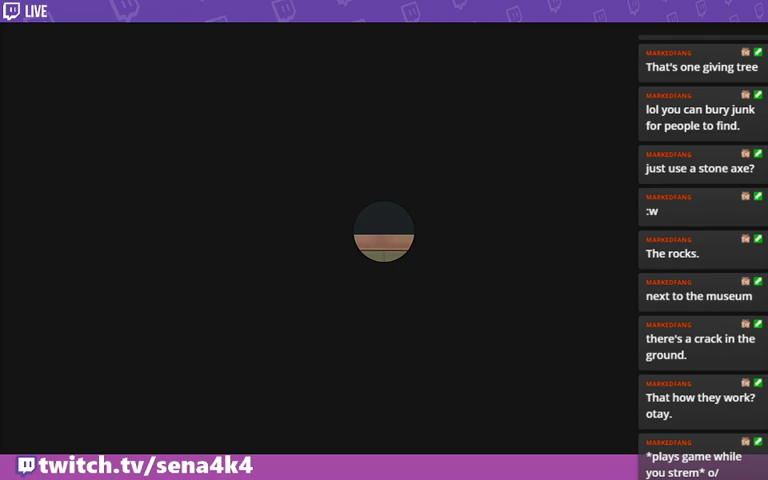 LIVE
MARKEDFANG
That's one giving tree
MARKEDFANG
lol you can bury junk
for people to find.
MARKEDFANG
just use a stone axe?
MARKEDFANG
:w
MARKEDFANG
The rocks.
MARKEDFANG
next to the museum
MARKEDFANG
there's a crack in the
ground.
MARKEDFANG
That how they work?
otay.
MARKEDFANG
*plays game while
you strem* o/
twitch.tv/sena4k4